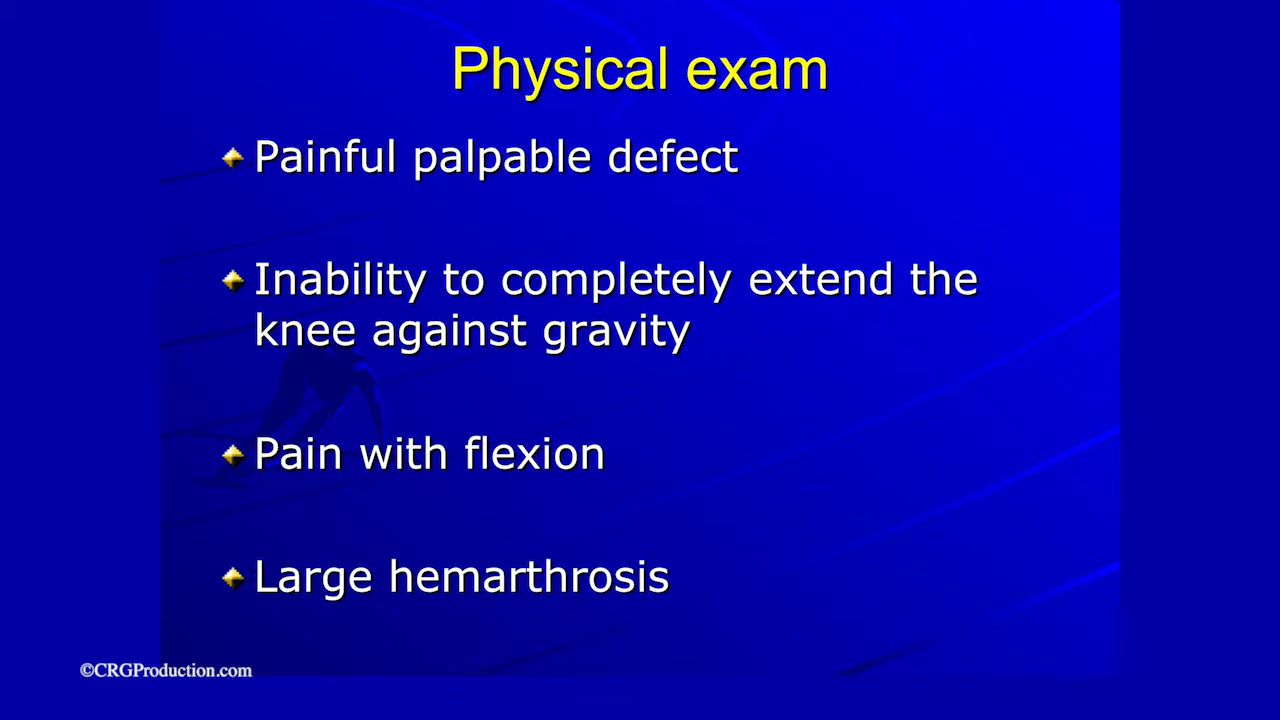 Physical exam
Painful palpable defect
Inability to completely extend the
knee against gravity
Pain with flexion
Large hemarthrosis
©CRGProduction.com